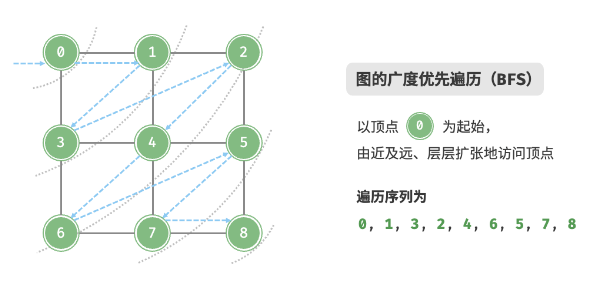 0 1 2
3 4 5
6 7 8
图的广度优先遍历（BFS）
以顶点 0 为起始，
由近及远、层层扩张地访问顶点
遍历序列为
0, 1, 3, 2, 4, 6, 5, 7, 8